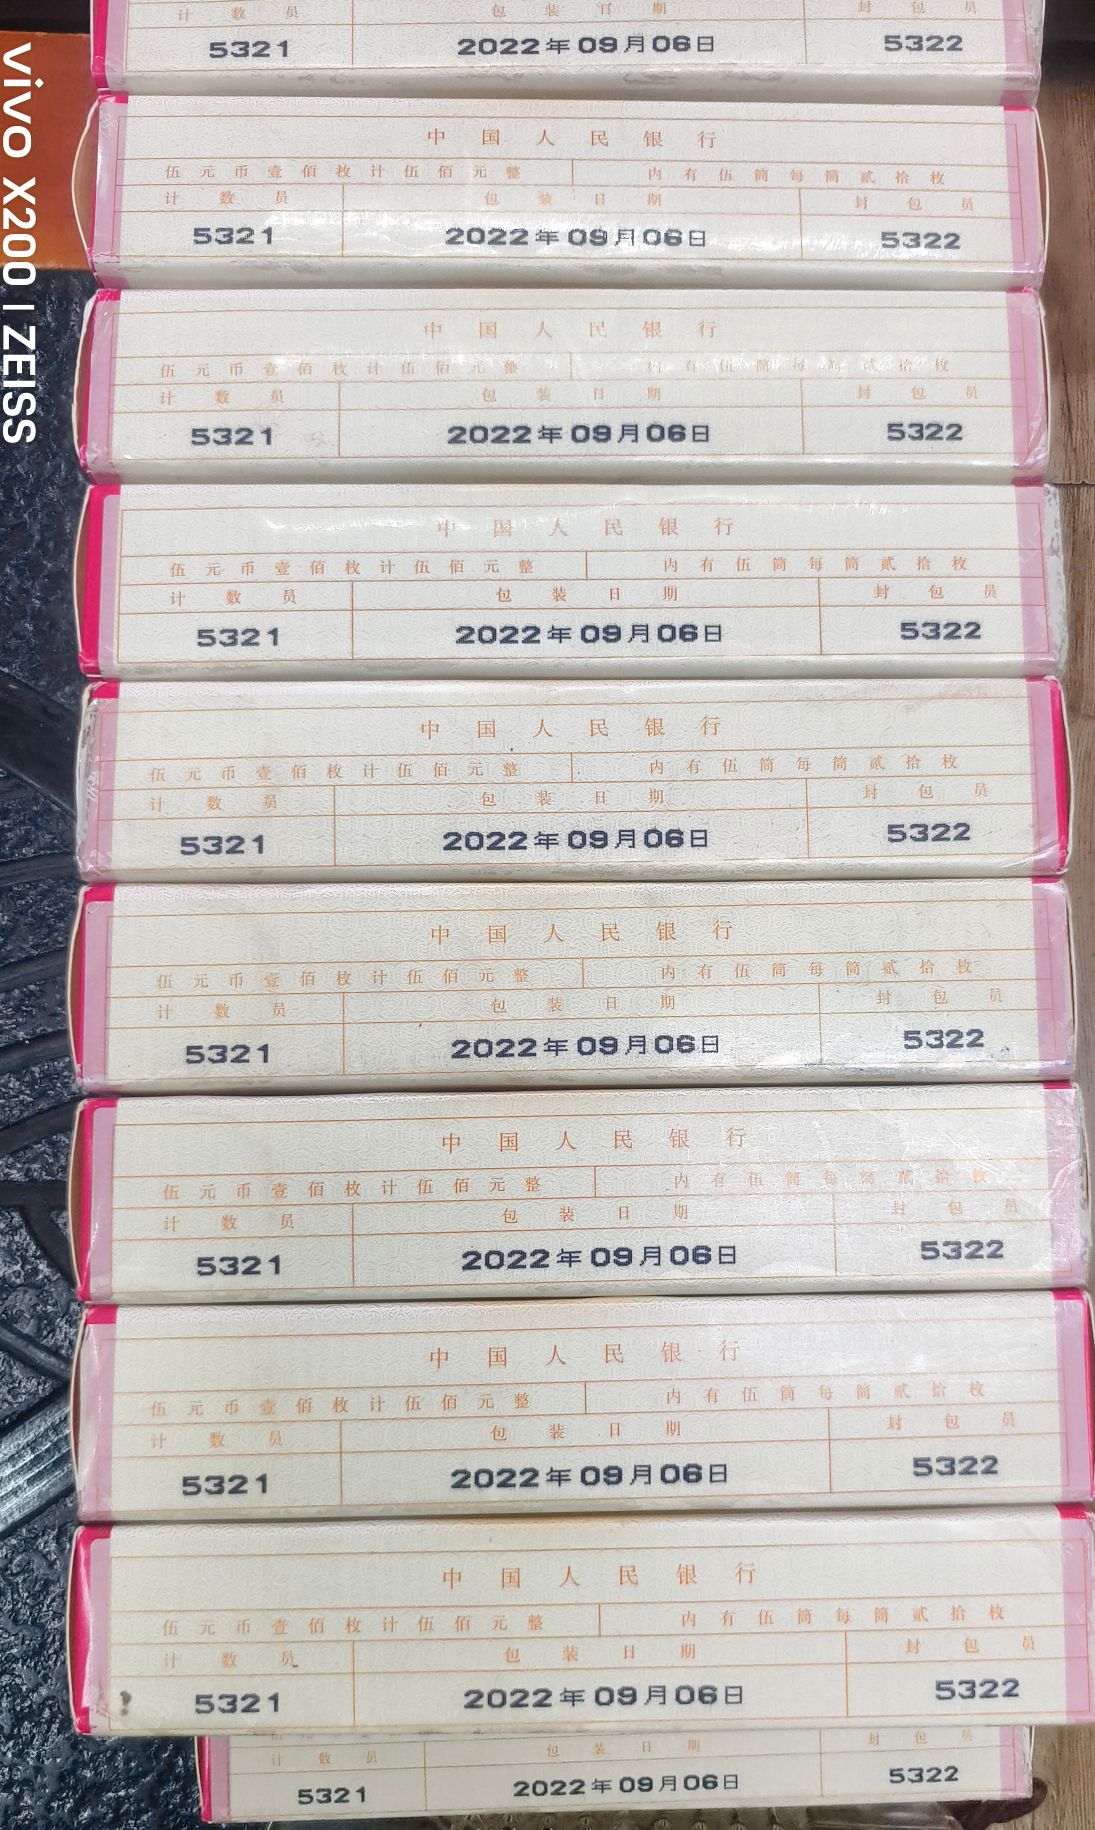 计数员 包装日期 封包员
5321 2022年09月06日 5322
中国人民银行
伍元币壹佰枚计伍佰元整 内有伍筒每筒贰拾枚
计数员 包装日期 封包员
5321 2022年09月06日 5322
中国人民银行
伍元币壹佰枚计伍佰元整 内有伍筒每筒贰拾枚
计数员 包装日期 封包员
5321 2022年09月06日 5322
中国人民银行
伍元币壹佰枚计伍佰元整 内有伍筒每筒贰拾枚
计数员 包装日期 封包员
5321 2022年09月06日 5322
中国人民银行
伍元币壹佰枚计伍佰元整 内有伍筒每筒贰拾枚
计数员 包装日期 封包员
5321 2022年09月06日 5322
中国人民银行
伍元币壹佰枚计伍佰元整 内有伍筒每筒贰拾枚
计数员 包装日期 封包员
5321 2022年09月06日 5322
中国人民银行
伍元币壹佰枚计伍佰元整 内有伍筒每筒贰拾枚
计数员 包装日期 封包员
5321 2022年09月06日 5322
中国人民银行
伍元币壹佰枚计伍佰元整 内有伍筒每筒贰拾枚
计数员 包装日期 封包员
5321 2022年09月06日 5322
中国人民银行
伍元币壹佰枚计伍佰元整 内有伍筒每筒贰拾枚
计数员 包装日期 封包员
5321 2022年09月06日 5322
计数员 包装日期 封包员
5321 2022年09月06日 5322
vivo X200 | ZEISS